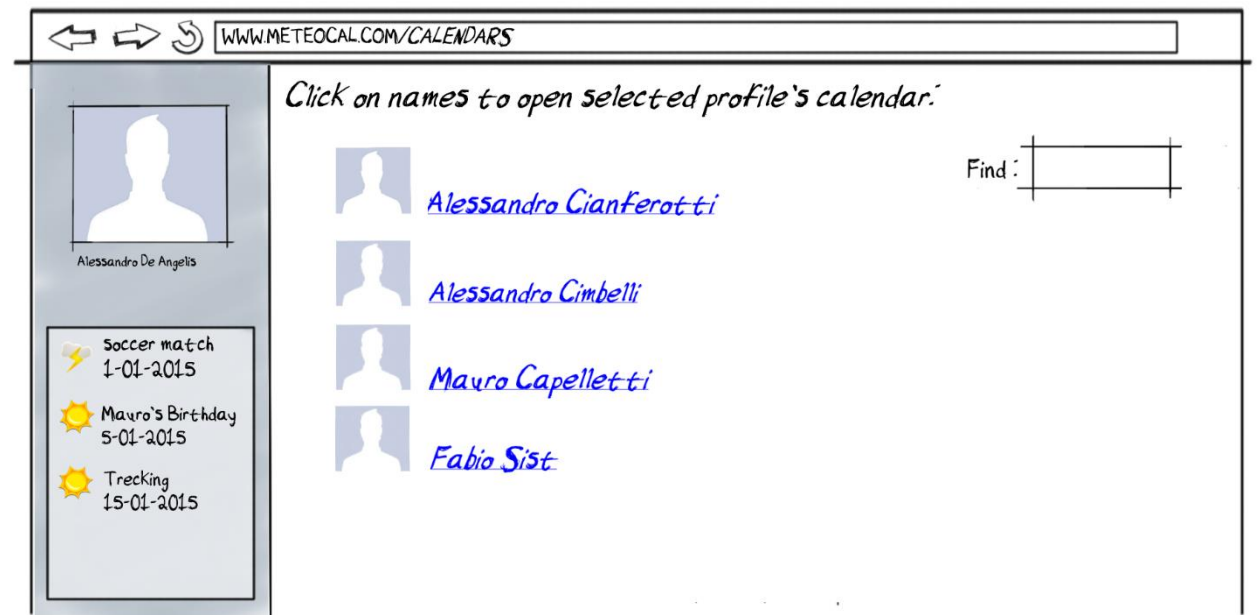 WWW.METEOCAL.COM/CALENDARS
Click on names to open selected profile's calendar:
Find:
Alessandro Cianferotti
Alessandro Cimbelli
Mauro Capelletti
Fabio Sist
Alessandro De Angelis
Soccer match
1-01-2015
Mauro's Birthday
5-01-2015
Trecking
15-01-2015